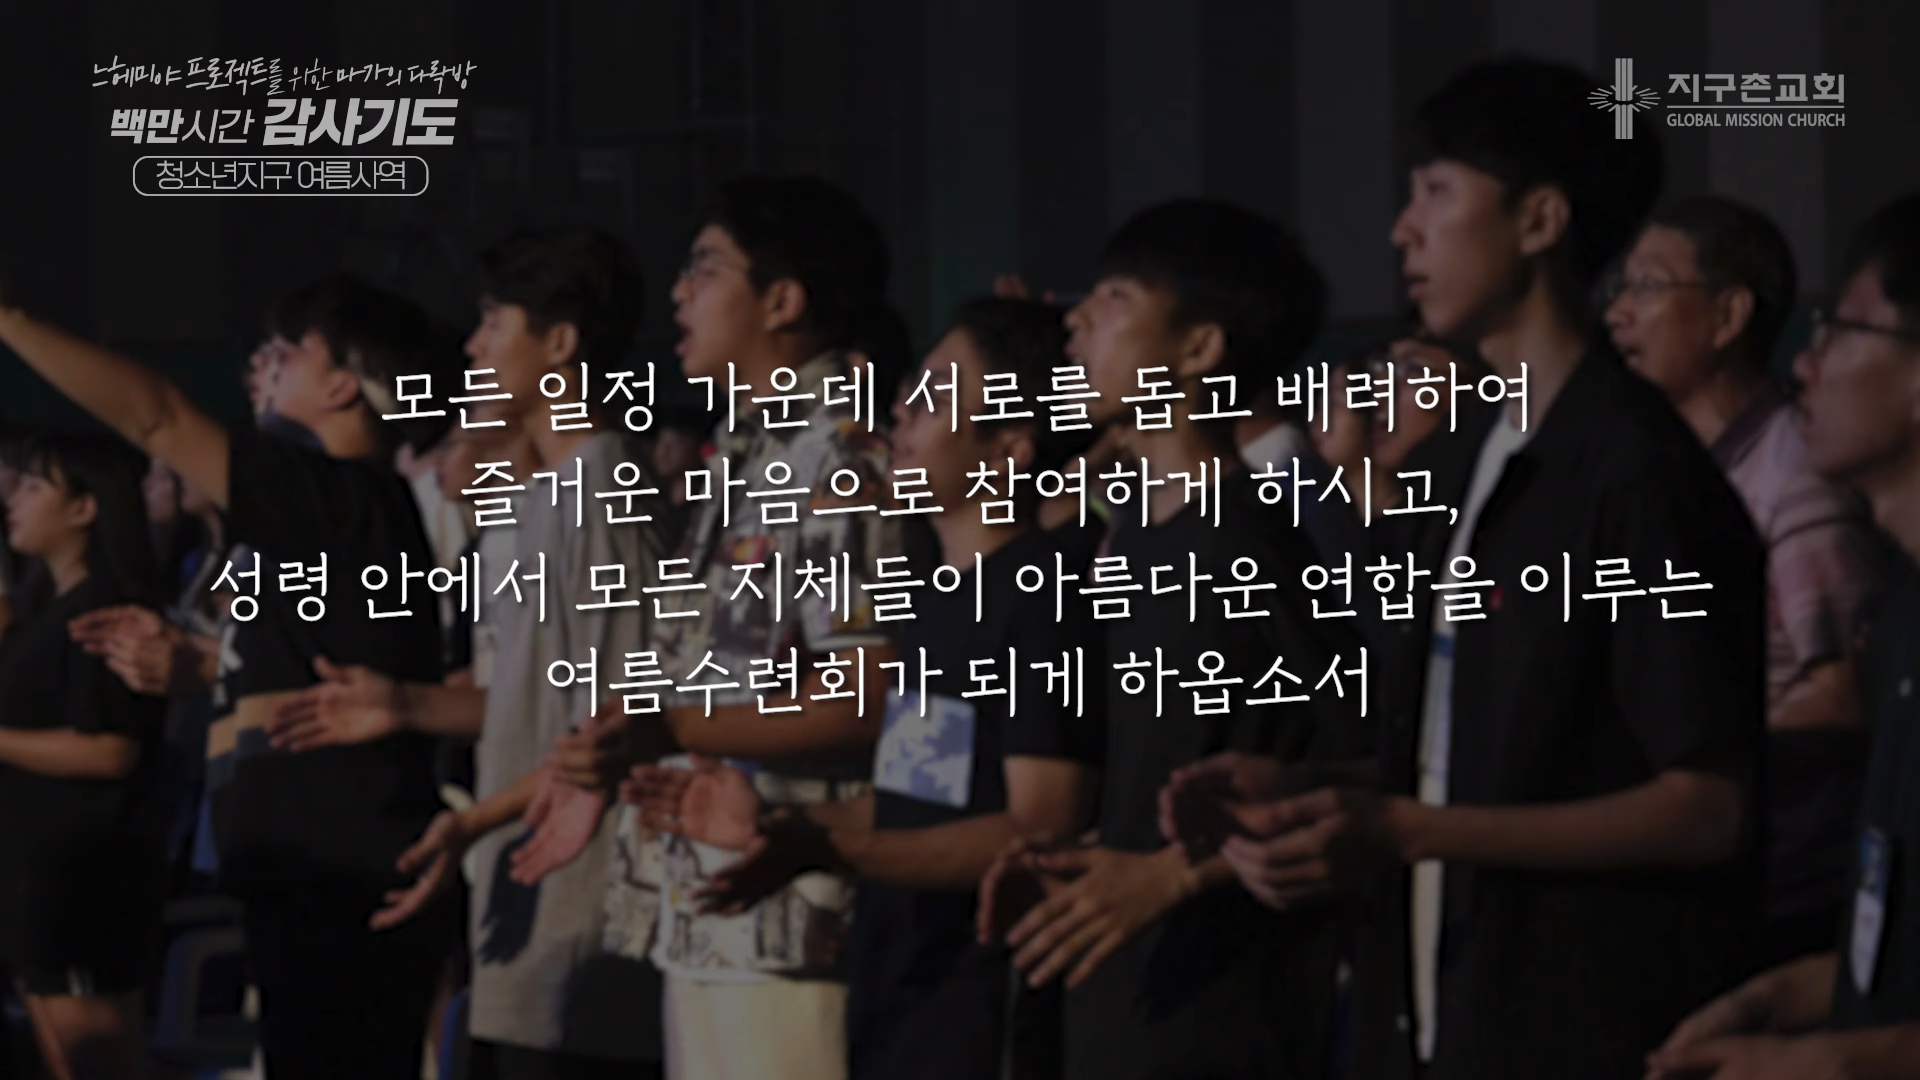 느헤미야 프로젝트를 위한 마가의 다락방
백만시간 감사기도
청소년지구 여름사역
지구촌교회
GLOBAL MISSION CHURCH
모든 일정 가운데 서로를 돕고 배려하여
즐거운 마음으로 참여하게 하시고,
성령 안에서 모든 지체들이 아름다운 연합을 이루는
여름수련회가 되게 하옵소서